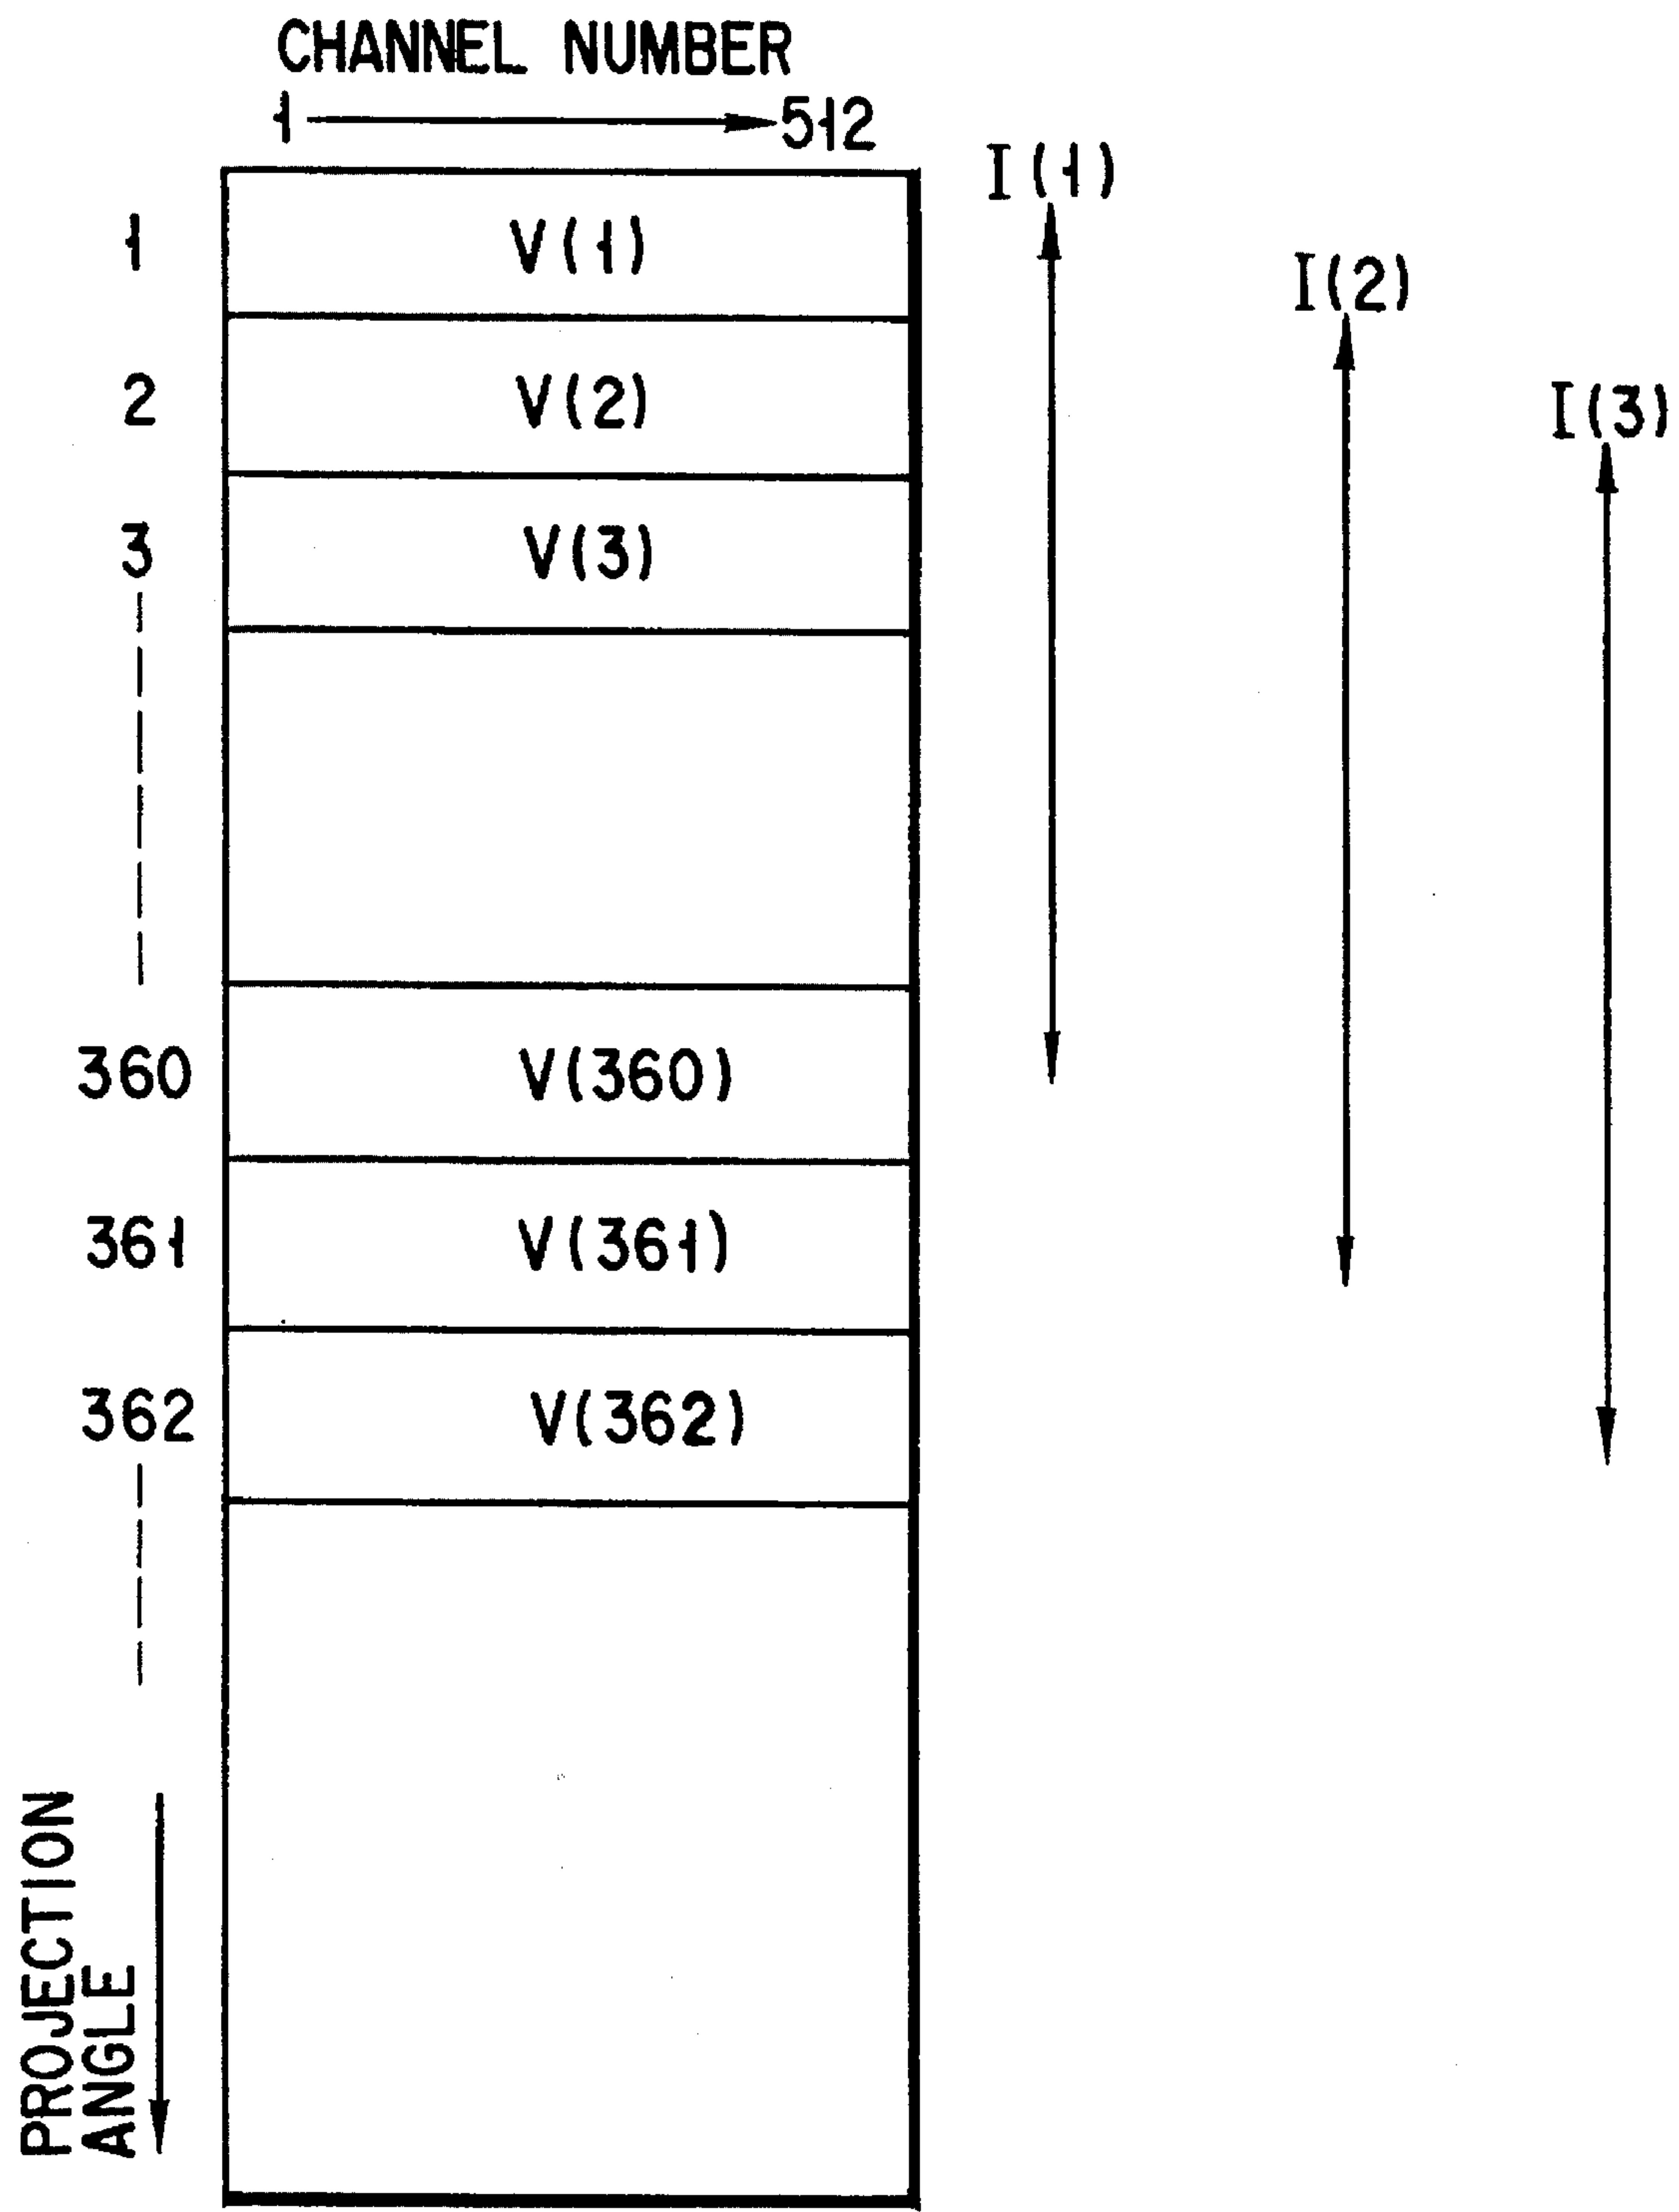 CHANNEL NUMBER
1 512
I(1)
I(2)
I(3)
1 V(1)
2 V(2)
3 V(3)
360 V(360)
361 V(361)
362 V(362)
PROJECTION
ANGLE